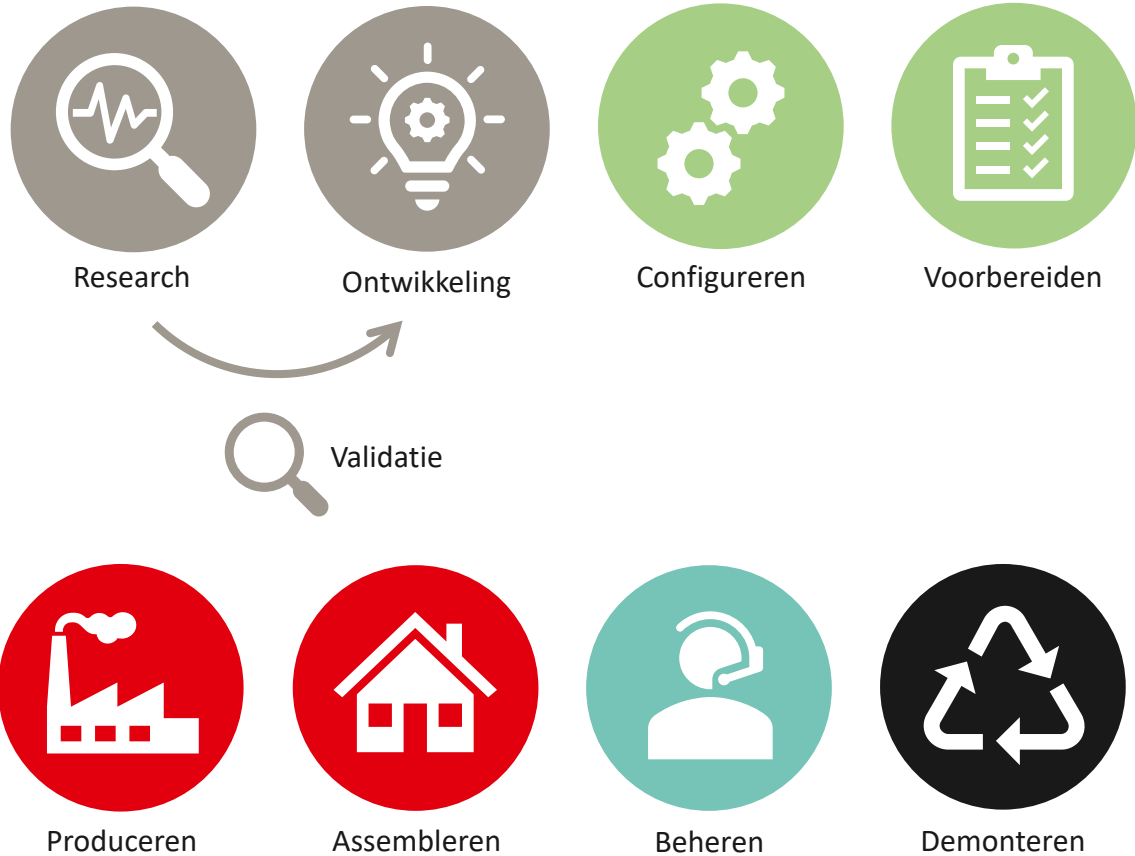 Research
Ontwikkeling
Configureren
Voorbereiden
Validatie
Produceren
Assembleren
Beheren
Demonteren